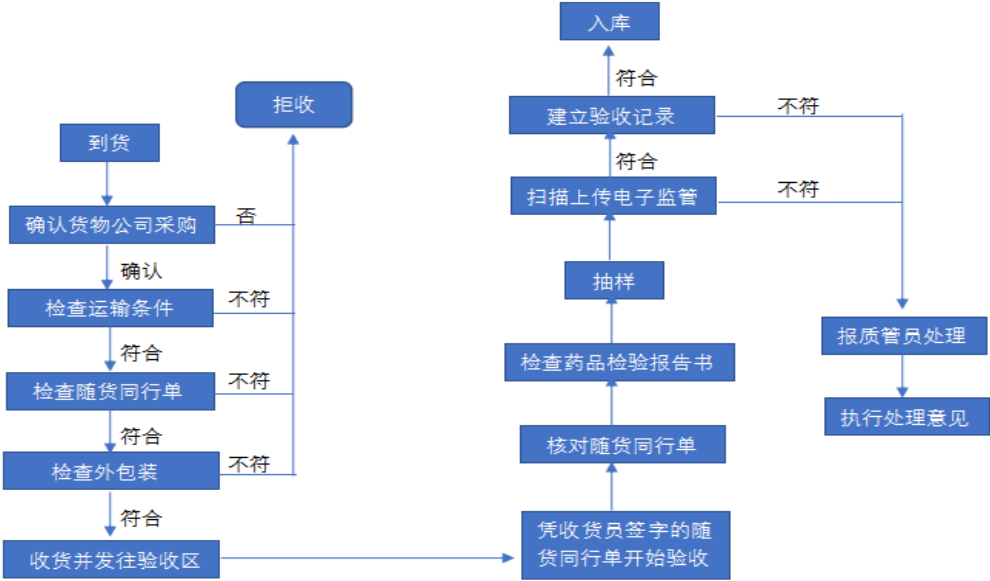 到货
确认货物公司采购
否
拒收
确认
检查运输条件
不符
符合
检查随货同行单
不符
符合
检查外包装
不符
符合
收货并发往验收区
凭收货员签字的随
货同行单开始验收
核对随货同行单
检查药品检验报告书
抽样
扫描上传电子监管
不符
符合
建立验收记录
不符
符合
入库
报质管员处理
执行处理意见